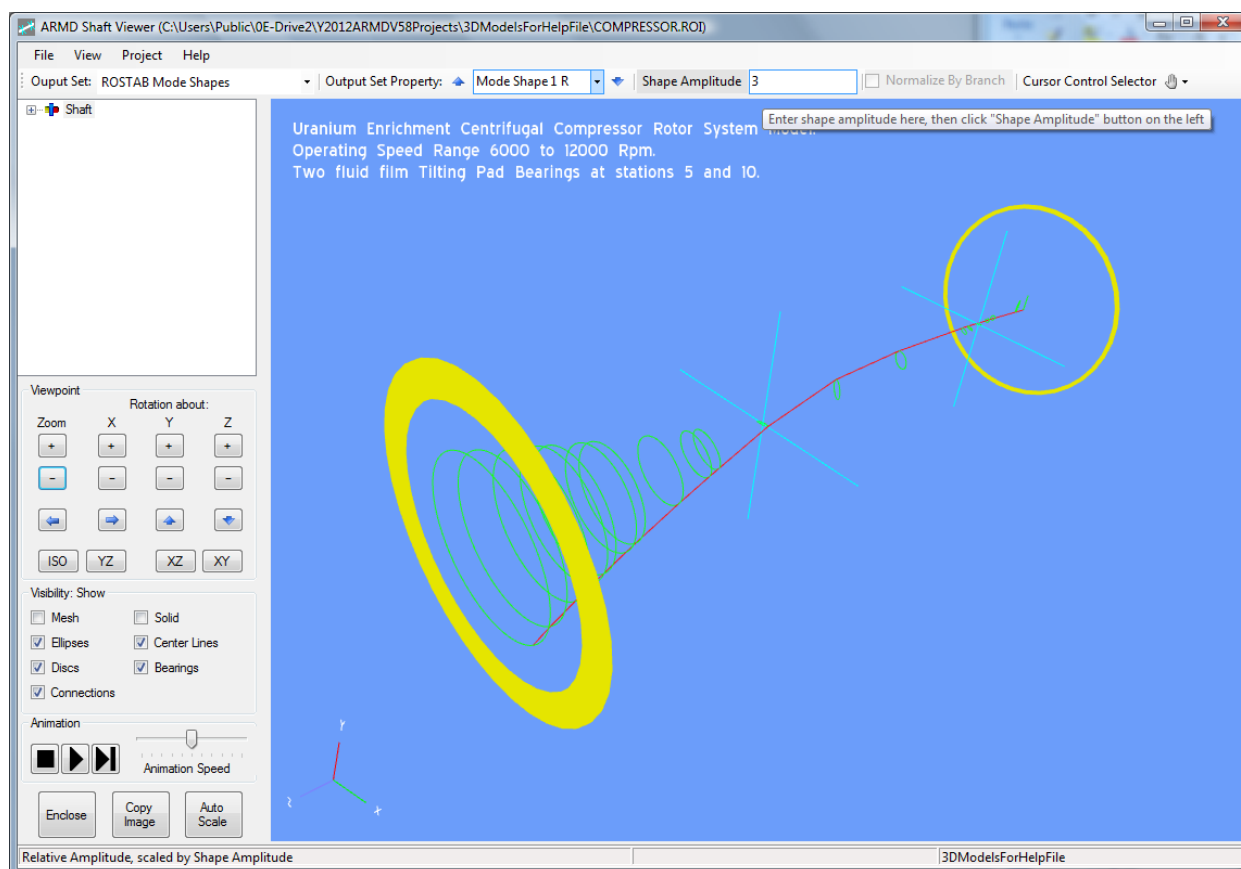 ARMD Shaft Viewer (C:\Users\Public\0E-Drive2\Y2012ARMDV58Projects\3DModelsForHelpFile\COMPRESSOR.ROI)
File View Project Help
Ouput Set: ROSTAB Mode Shapes Output Set Property: Mode Shape 1 R Shape Amplitude 3 Normalize By Branch Cursor Control Selector
Shaft
Enter shape amplitude here, then click "Shape Amplitude" button on the left
Uranium Enrichment Centrifugal Compressor Rotor System Model.
Operating Speed Range 6000 to 12000 Rpm.
Two fluid film Tilting Pad Bearings at stations 5 and 10.
Viewpoint
Rotation about:
Zoom X Y Z
+ + + +
- - - -
ISO YZ XZ XY
Visibility: Show
Mesh Solid
Ellipses Center Lines
Discs Bearings
Connections
Animation
Animation Speed
Enclose Copy Image Auto Scale
Y
Z X
Relative Amplitude, scaled by Shape Amplitude 3DModelsForHelpFile